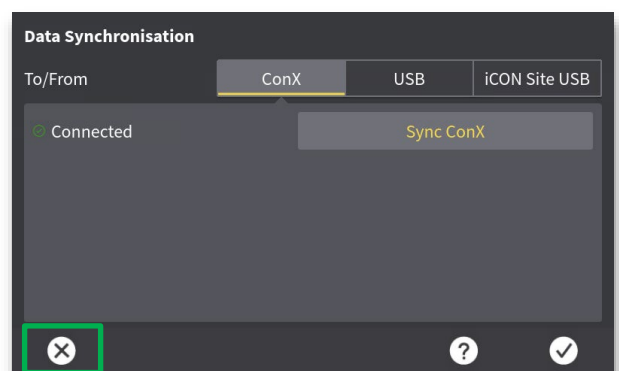 Data Synchronisation
To/From ConX USB iCON Site USB
Connected Sync ConX
?